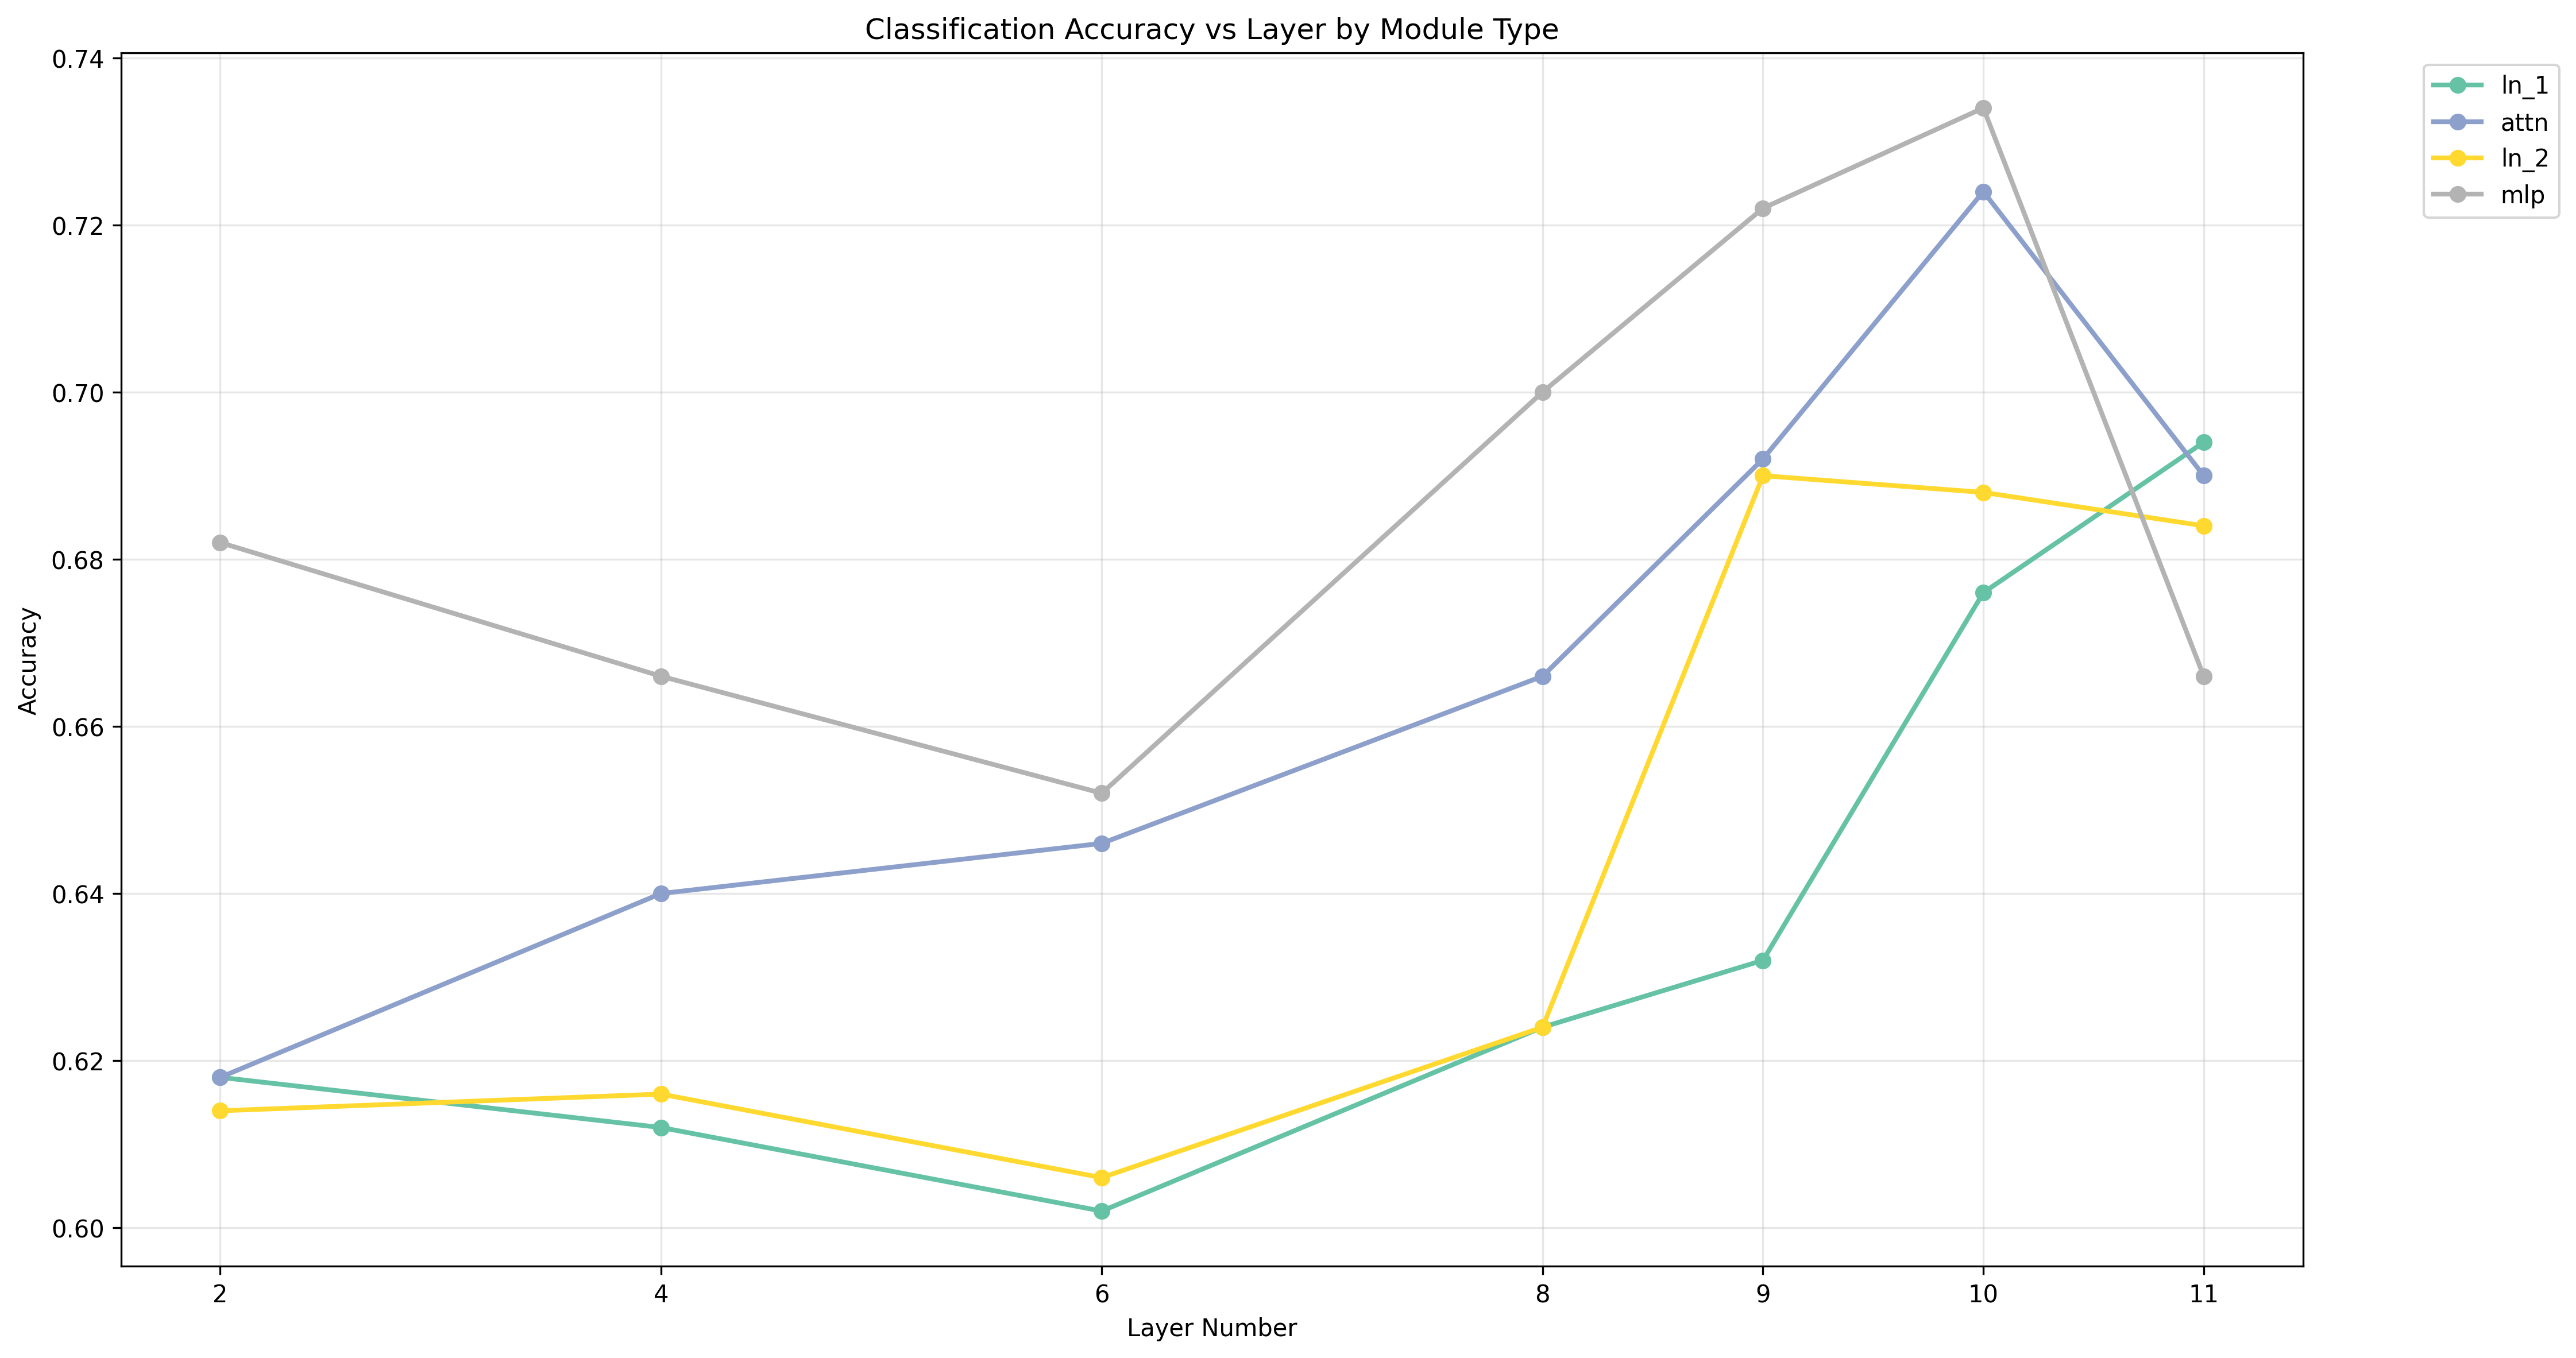 Classification Accuracy vs Layer by Module Type
0.74
0.72
0.70
0.68
0.66
0.64
0.62
0.60
Accuracy
2 4 6 8 9 10 11
Layer Number
ln_1
attn
ln_2
mlp